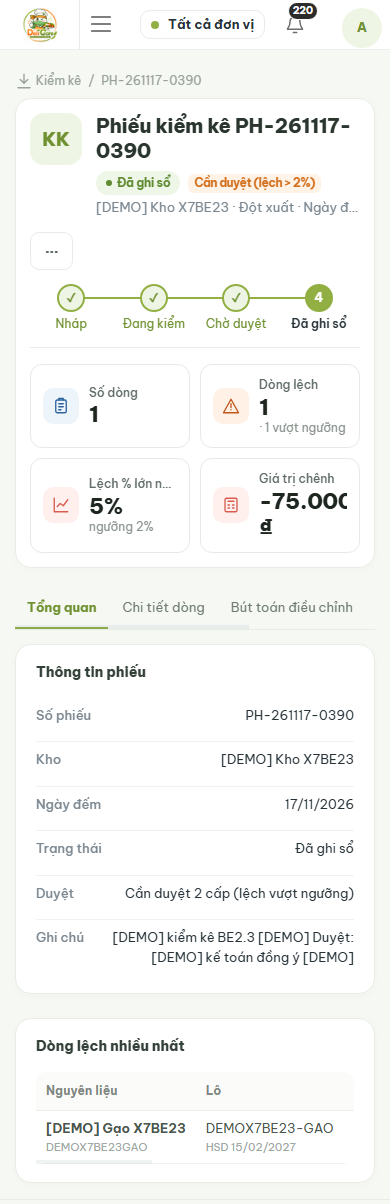 Tất cả đơn vị
220
A
Kiểm kê / PH-261117-0390
KK
Phiếu kiểm kê PH-261117-
0390
Đã ghi sổ
Cần duyệt (lệch > 2%)
[DEMO] Kho X7BE23 · Đột xuất · Ngày đ...
...
✓ ✓ ✓ 4
Nháp Đang kiểm Chờ duyệt Đã ghi sổ
Số dòng
1
Dòng lệch
1
· 1 vượt ngưỡng
Lệch % lớn n...
5%
ngưỡng 2%
Giá trị chênh
-75.000
₫
Tổng quan Chi tiết dòng Bút toán điều chỉnh
Thông tin phiếu
Số phiếu PH-261117-0390
Kho [DEMO] Kho X7BE23
Ngày đếm 17/11/2026
Trạng thái Đã ghi sổ
Duyệt Cần duyệt 2 cấp (lệch vượt ngưỡng)
Ghi chú [DEMO] kiểm kê BE2.3 [DEMO] Duyệt:
[DEMO] kế toán đồng ý [DEMO]
Dòng lệch nhiều nhất
Nguyên liệu Lô
[DEMO] Gạo X7BE23 DEMOX7BE23-GAO
DEMOX7BE23GAO HSD 15/02/2027